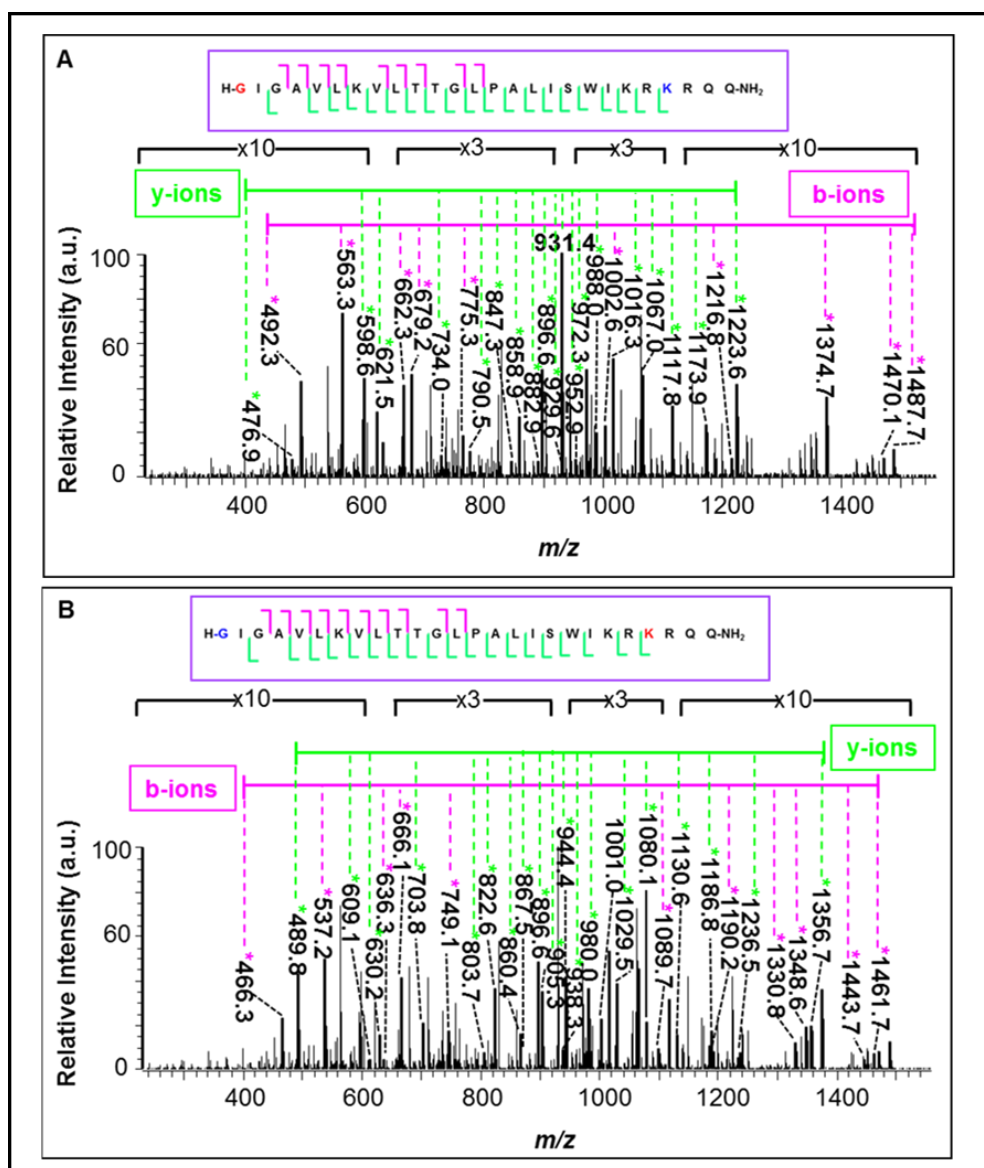 A
H-G I G A V L K V L T T G L P A L I S W I K R K R Q Q-NH2
x10 x3 x3 x10
y-ions b-ions
931.4
476.9 492.3 563.3 598.6 621.5 662.3 679.2 734.0 775.3 790.5 847.3 858.9 882.9 896.6 929.6 952.9 972.3 988.0 1002.6 1016.3 1067.0 1117.8 1173.9 1216.8 1223.6 1374.7 1470.1 1487.7
Relative Intensity (a.u.)
100
60
0
400 600 800 1000 1200 1400
m/z
B
H-G I G A V L K V L T T G L P A L I S W I K R K R Q Q-NH2
x10 x3 x3 x10
y-ions
b-ions
466.3 489.8 537.2 609.1 630.2 636.3 666.1 703.8 749.1 803.7 822.6 860.4 867.5 896.6 905.3 938.3 944.4 980.0 1001.0 1029.5 1080.1 1089.7 1130.6 1186.8 1190.2 1236.5 1330.8 1348.6 1356.7 1443.7 1461.7
Relative Intensity (a.u.)
100
60
0
400 600 800 1000 1200 1400
m/z